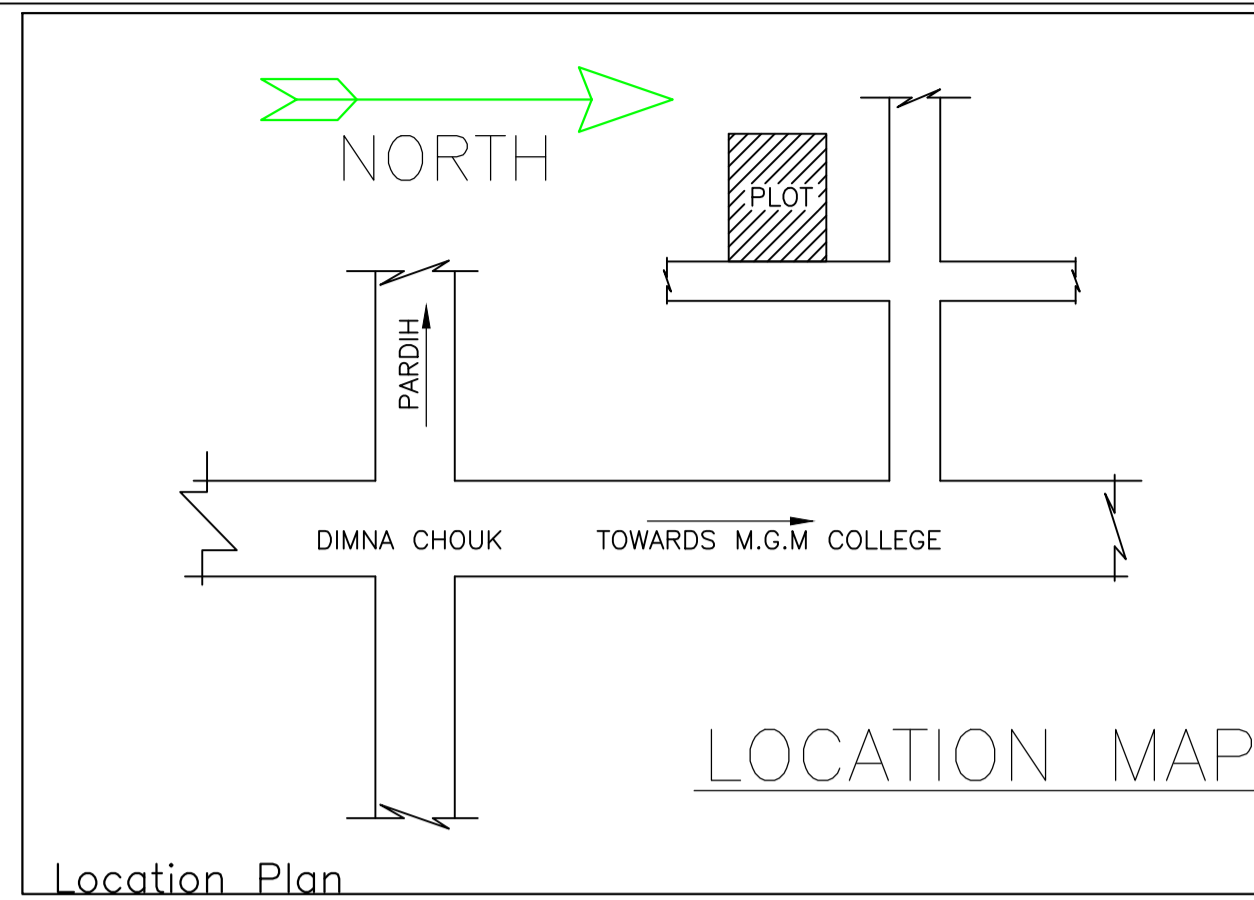 NORTH
PLOT
PARDIH
DIMNA CHOUK
TOWARDS M.G.M COLLEGE
LOCATION MAP
Location Plan